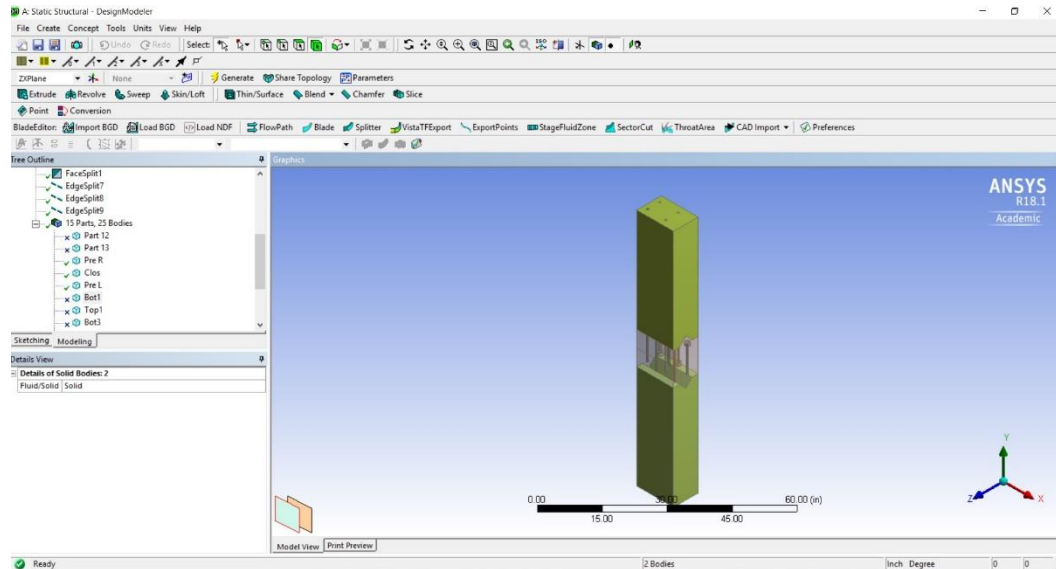 A: Static Structural - DesignModeler
File Create Concept Tools Units View Help
Undo Redo Select:
ZXPlane None Generate Share Topology Parameters
Extrude Revolve Sweep Skin/Loft Thin/Surface Blend Chamfer Slice
Point Conversion
BladeEditor: Import BGD Load BGD Load NDF FlowPath Blade Splitter VistaTFExport ExportPoints StageFluidZone SectorCut ThroatArea CAD Import Preferences
Tree Outline
Graphics
FaceSplit1
EdgeSplit7
EdgeSplit8
EdgeSplit9
15 Parts, 25 Bodies
Part 12
Part 13
Pre R
Clos
Pre L
Bot1
Top1
Bot3
Sketching Modeling
Details View
Details of Solid Bodies: 2
Fluid/Solid Solid
ANSYS
R18.1
Academic
Y
Z X
0.00 30.00 60.00 (in)
15.00 45.00
Model View Print Preview
Ready 2 Bodies Inch Degree 0 0